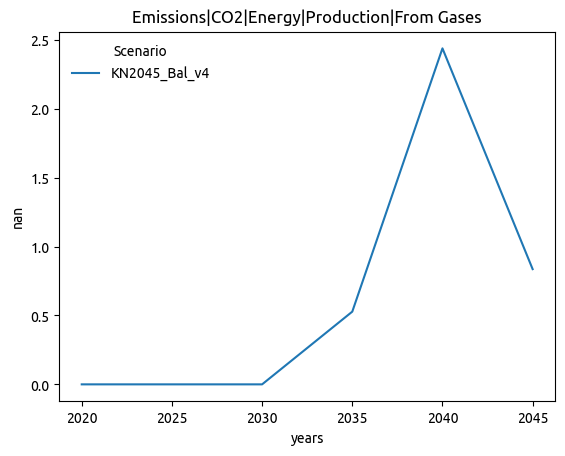 Emissions|CO2|Energy|Production|From Gases
Scenario
KN2045_Bal_v4
2.5
2.0
1.5
1.0
0.5
0.0
nan
2020 2025 2030 2035 2040 2045
years